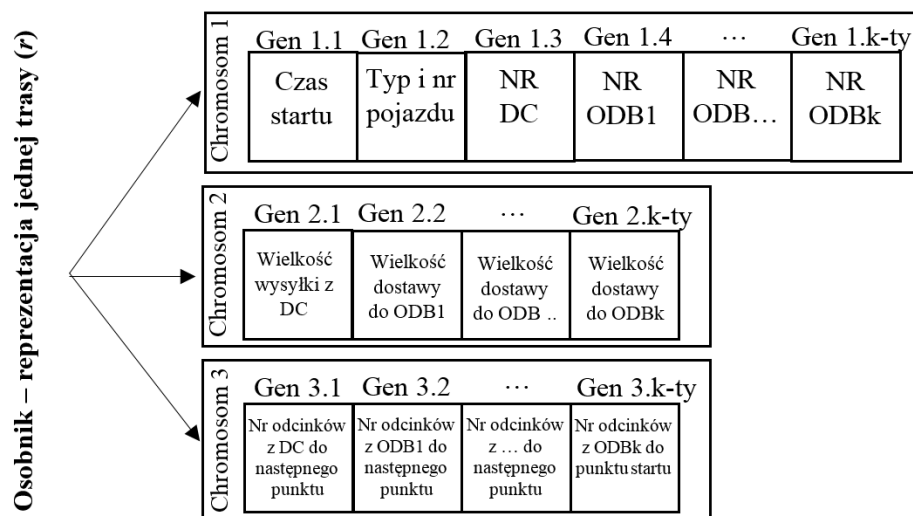 Osobnik – reprezentacja jednej trasy (r)
Chromosom 1
Gen 1.1 Gen 1.2 Gen 1.3 Gen 1.4 ... Gen 1.k-ty
Czas Typ i nr NR NR NR NR
startu pojazdu DC ODB1 ODB… ODBk
Chromosom 2
Gen 2.1 Gen 2.2 ... Gen 2.k-ty
Wielkość Wielkość Wielkość Wielkość
wysyłki z dostawy dostawy dostawy
DC do ODB1 do ODB .. do ODBk
Chromosom 3
Gen 3.1 Gen 3.2 ... Gen 3.k-ty
Nr odcinków Nr odcinków Nr odcinków Nr odcinków
z DC do z ODB1 do z … do z ODBk do
następnego następnego następnego punktu startu
punktu punktu punktu